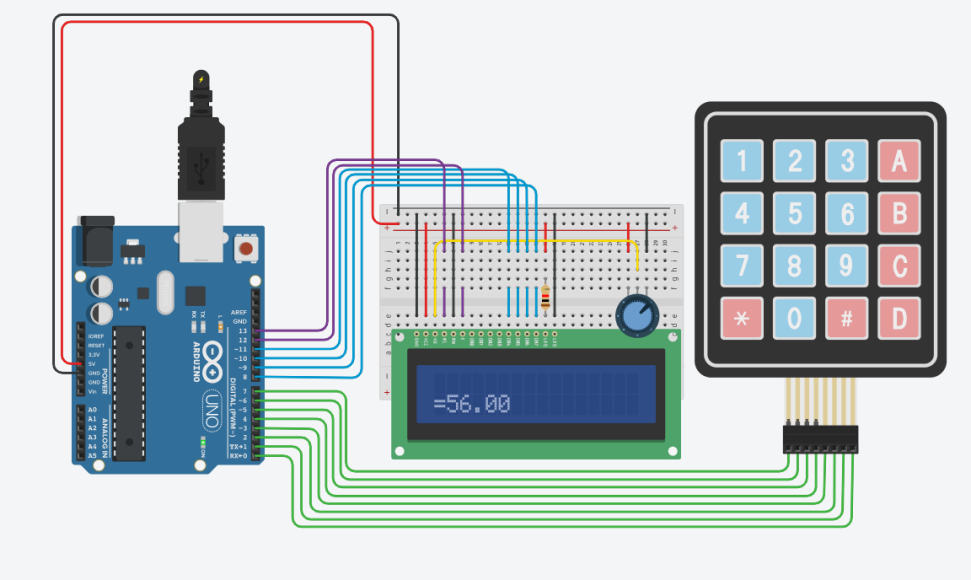 1 2 3 A
4 5 6 B
7 8 9 C
* 0 # D
AREF
GND
13
12
~11
~10
~9
8
7
~6
~5
4
~3
2
TX→1
RX←0
DIGITAL (PWM~)
IOREF
RESET
3.3V
5V
GND
GND
Vin
POWER
A0
A1
A2
A3
A4
A5
ANALOG IN
RX
TX
L
ARDUINO
UNO
ON
=56.00